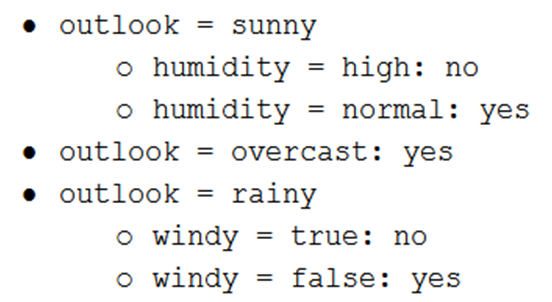 ● outlook = sunny
○ humidity = high: no
○ humidity = normal: yes
● outlook = overcast: yes
● outlook = rainy
○ windy = true: no
○ windy = false: yes